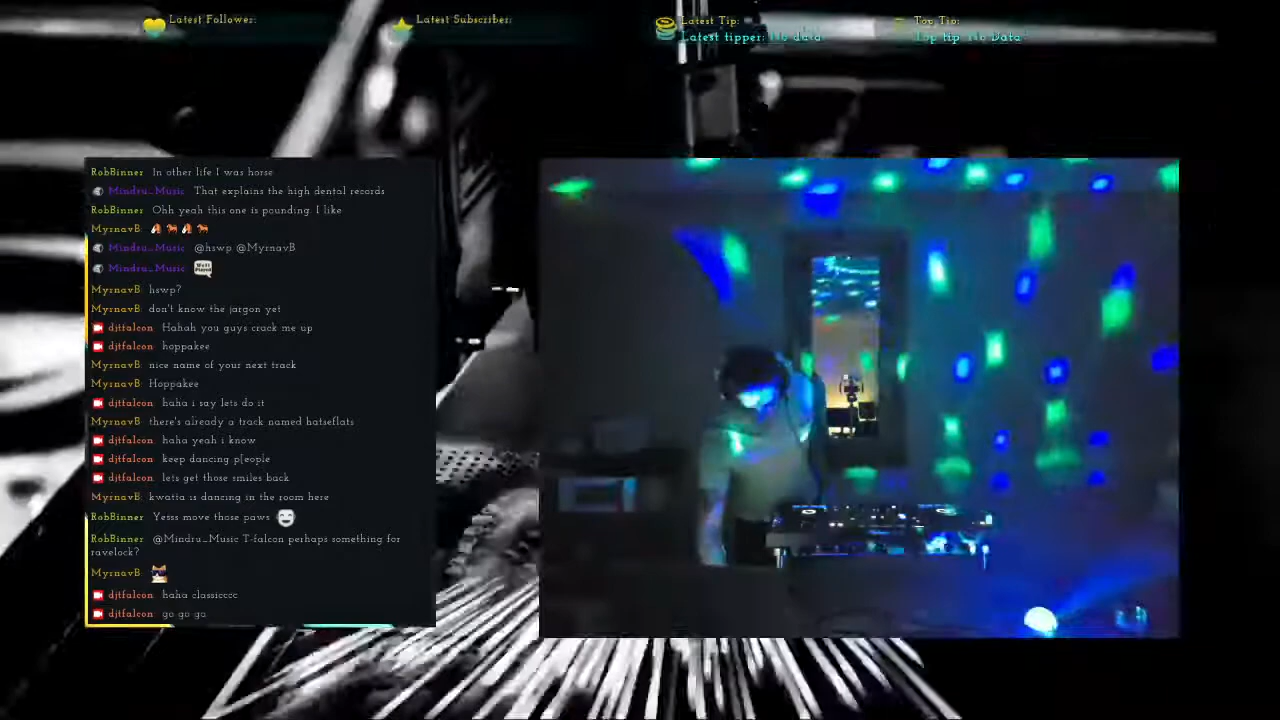 Latest Follower:
Latest Subscriber:
Latest Tip:
Latest tipper: No data
Top Tip:
Top tip: No Data
RobBinner In other life I was horse
Mindru_Music That explains the high dental records
RobBinner Ohh yeah this one is pounding. I like
MyrnavB
Mindru_Music @hswp @MyrnavB
Mindru_Music
MyrnavB hswp?
MyrnavB don't know the jargon yet
djtfalcon Hahah you guys crack me up
djtfalcon hoppakee
MyrnavB nice name of your next track
MyrnavB Hoppakee
djtfalcon haha i say lets do it
MyrnavB there's already a track named hatseflats
djtfalcon haha yeah i know
djtfalcon keep dancing p[eople
djtfalcon lets get those smiles back
MyrnavB kwatta is dancing in the room here
RobBinner Yesss move those paws
RobBinner @Mindru_Music T-falcon perhaps something for
ravelock?
MyrnavB
djtfalcon haha classicccc
djtfalcon go go go